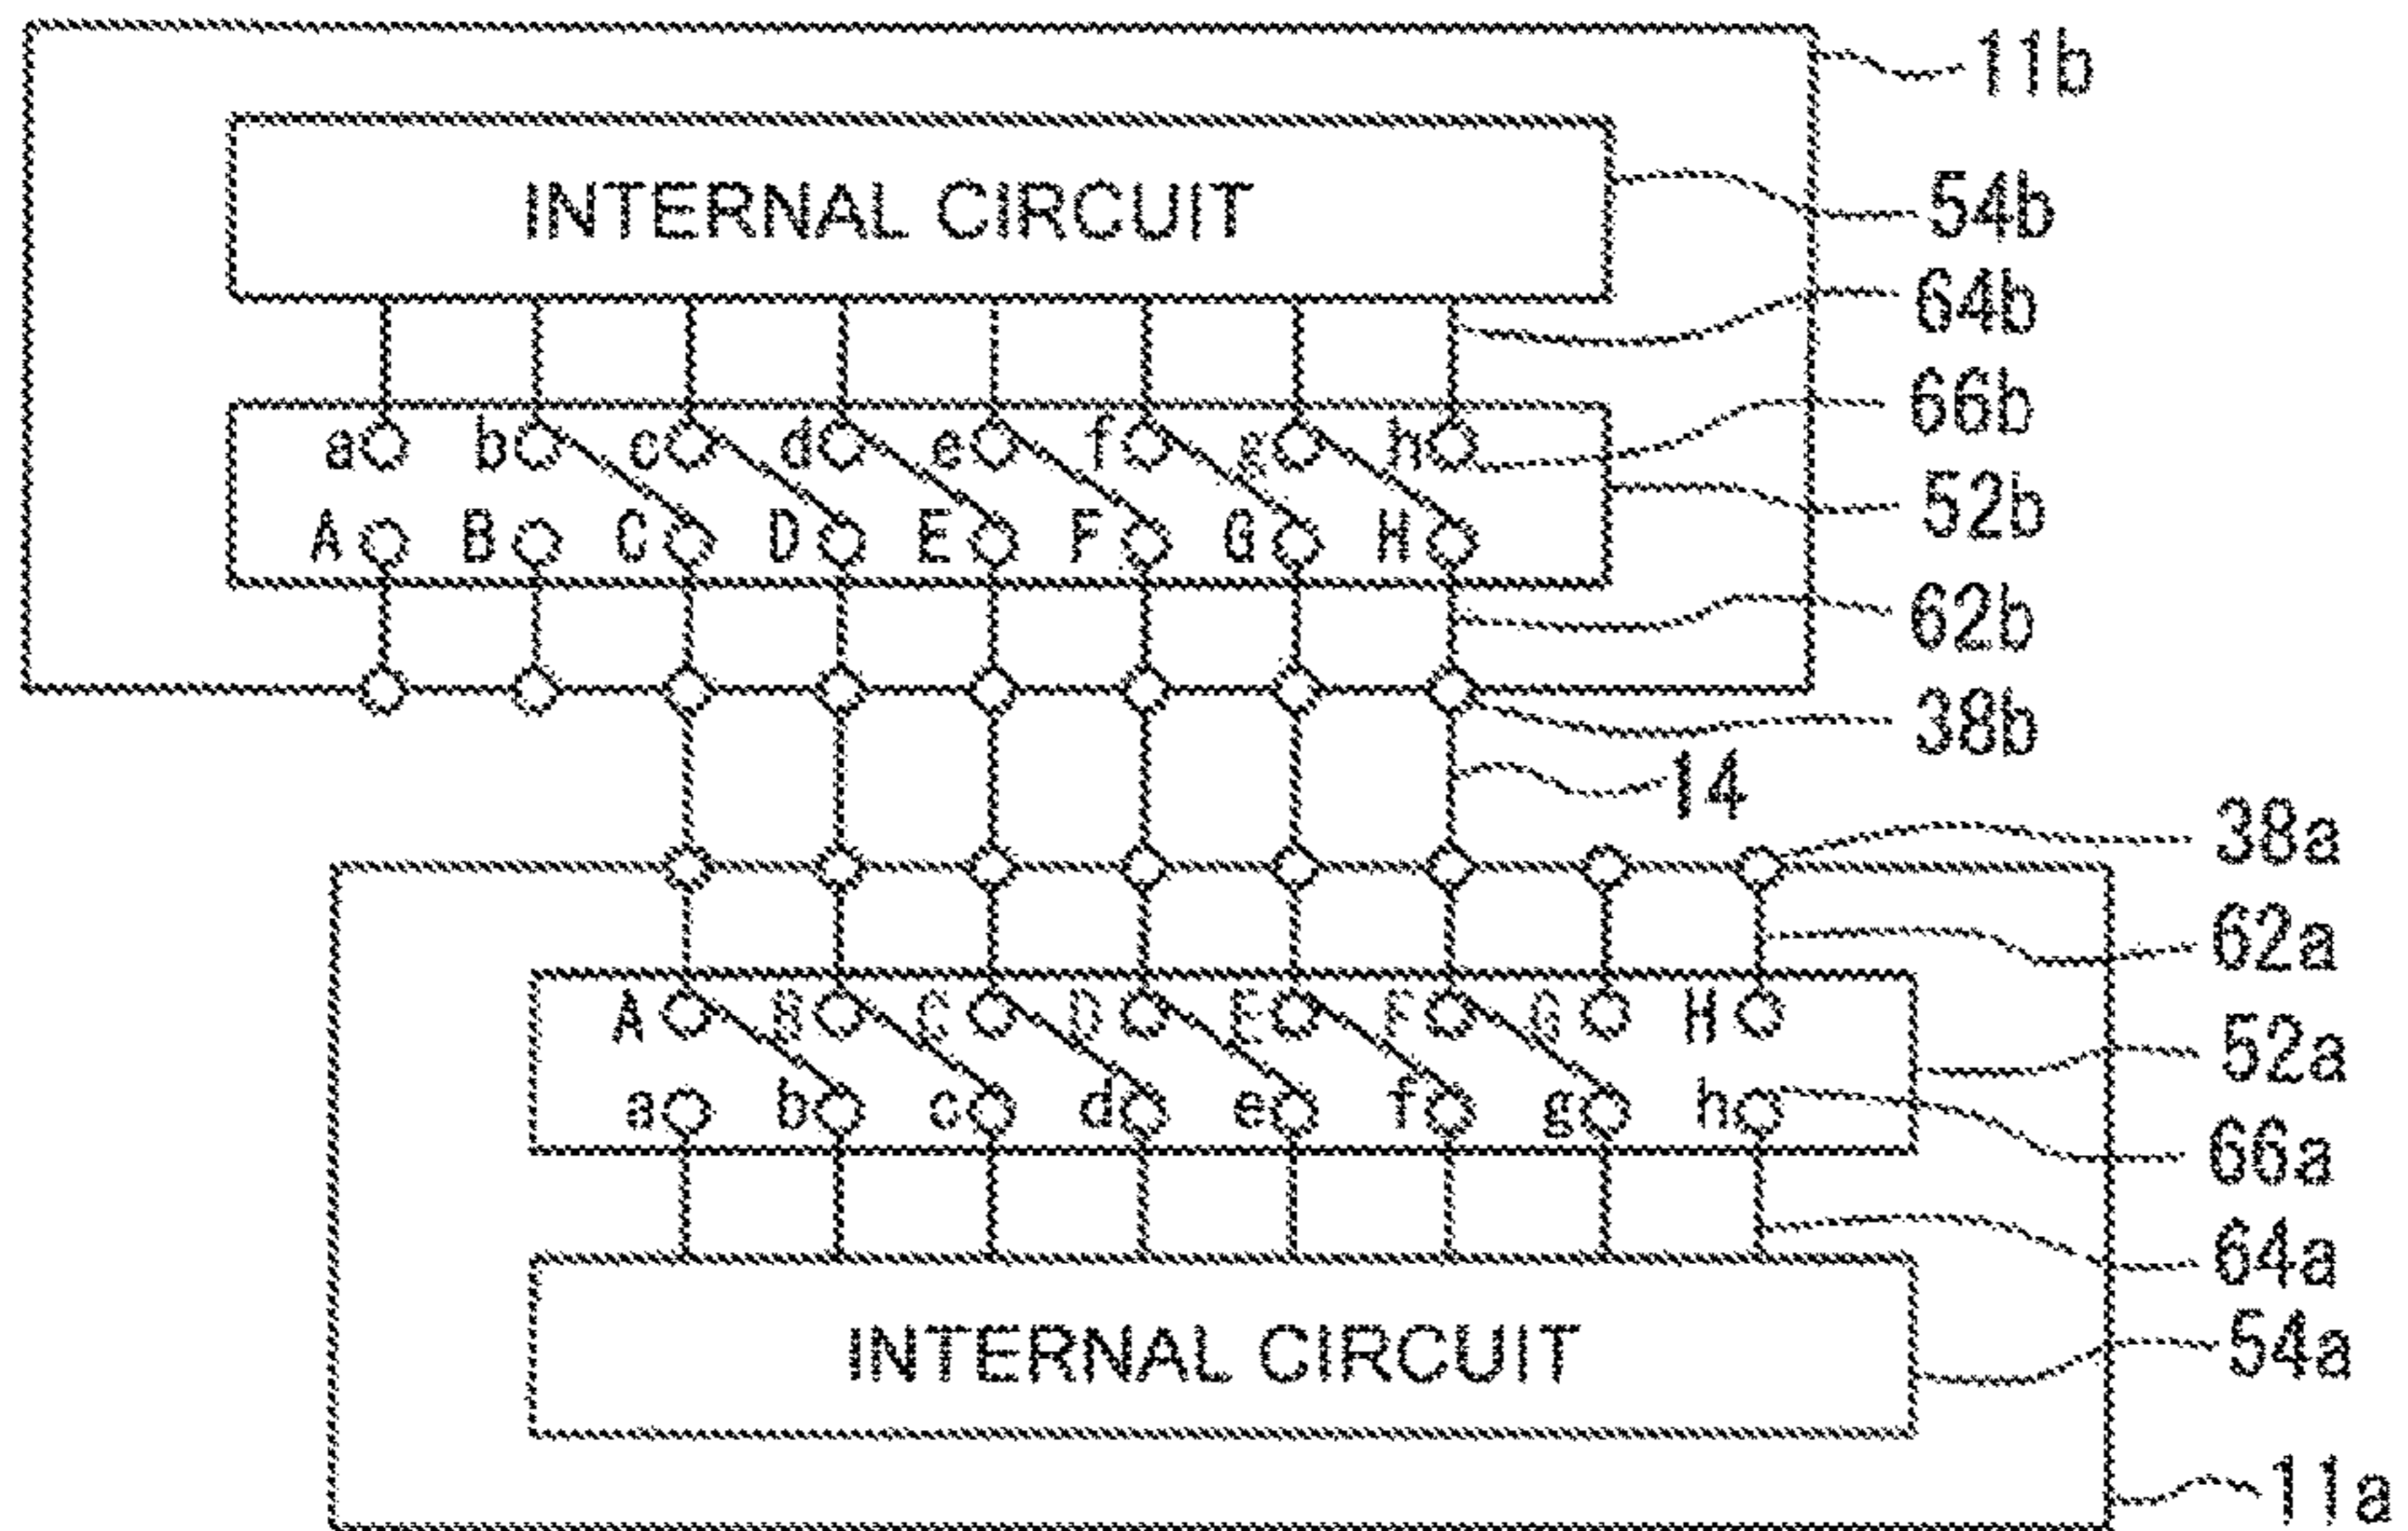 11b
INTERNAL CIRCUIT
54b
64b
66b
a b c d e f g h
52b
A B C D E F G H
62b
38b
14
38a
62a
A B C D E F G H
52a
a b c d e f g h
66a
64a
INTERNAL CIRCUIT
54a
11a